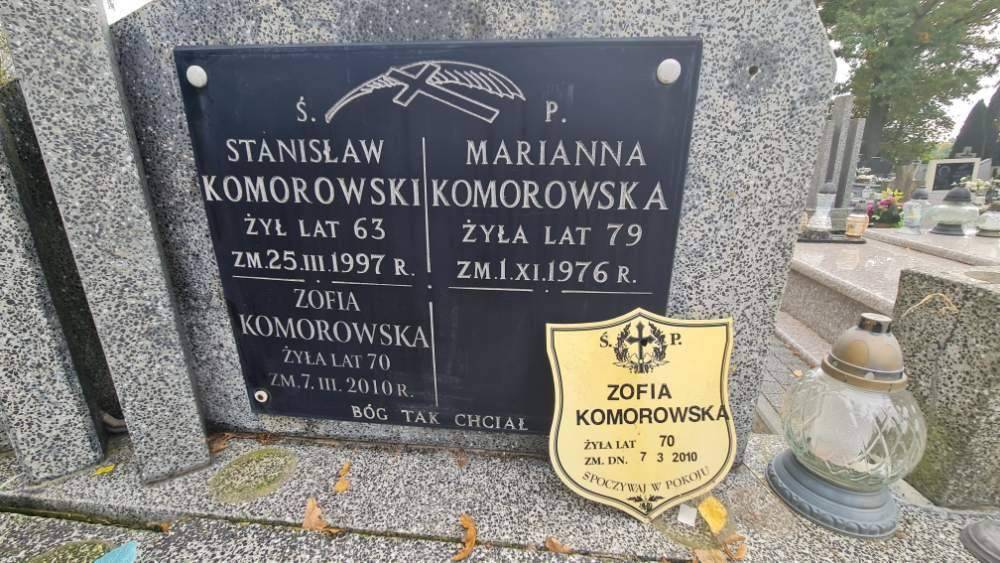 Ś. P.
STANISŁAW
KOMOROWSKI
ŻYŁ LAT 63
ZM.25.III.1997 R.
MARIANNA
KOMOROWSKA
ŻYŁA LAT 79
ZM.1.XI.1976 R.
ZOFIA
KOMOROWSKA
ŻYŁA LAT 70
ZM.7.III.2010 R.
BÓG TAK CHCIAŁ
Ś. P.
ZOFIA
KOMOROWSKA
ŻYŁA LAT 70
ZM. DN. 7 3 2010
SPOCZYWAJ W POKOJU